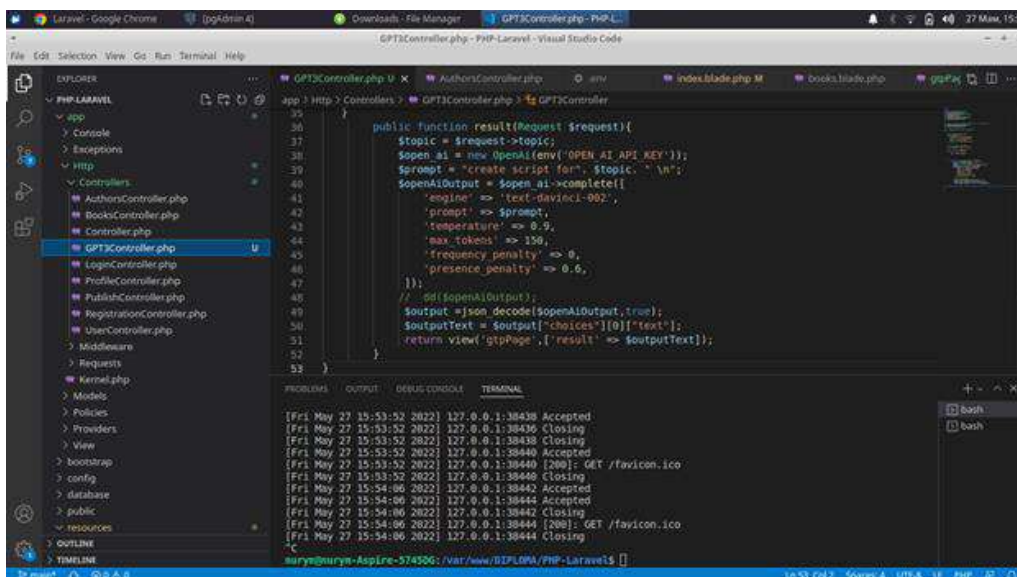 Laravel - Google Chrome
(pgAdmin 4)
Downloads - File Manager
GPT3Controller.php - PHP-L...
27 Мам, 15:
GPT3Controller.php - PHP-Laravel - Visual Studio Code
File Edit Selection View Go Run Terminal Help
EXPLORER
GPT3Controller.php U
AuthorsController.php
.env
index.blade.php M
books.blade.php
PHP-LARAVEL
app > Http > Controllers > GPT3Controller.php > GPT3Controller
app
Console
Exceptions
Http
Controllers
AuthorsController.php
BooksController.php
Controller.php
GPT3Controller.php U
LoginController.php
ProfileController.php
PublishController.php
RegistrationController.php
UserController.php
Middleware
Requests
Kernel.php
Models
Policies
Providers
View
bootstrap
config
database
public
resources
OUTLINE
TIMELINE
35 }
36 public function result(Request $request){
37 $topic = $request->topic;
38 $open_ai = new OpenAi(env('OPEN_AI_API_KEY'));
39 $prompt = "create script for". $topic. " \n";
40 $openAiOutput = $open_ai->complete([
41 'engine' => 'text-davinci-002',
42 'prompt' => $prompt,
43 'temperature' => 0.9,
44 'max_tokens' => 150,
45 'frequency_penalty' => 0,
46 'presence_penalty' => 0.6,
47 ]);
48 // dd($openAiOutput);
49 $output =json_decode($openAiOutput,true);
50 $outputText = $output["choices"][0]["text"];
51 return view('gtpPage',['result' => $outputText]);
52 }
53 }
PROBLEMS OUTPUT DEBUG CONSOLE TERMINAL
[Fri May 27 15:53:52 2022] 127.0.0.1:38438 Accepted
[Fri May 27 15:53:52 2022] 127.0.0.1:38436 Closing
[Fri May 27 15:53:52 2022] 127.0.0.1:38438 Closing
[Fri May 27 15:53:52 2022] 127.0.0.1:38440 Accepted
[Fri May 27 15:53:52 2022] 127.0.0.1:38440 [200]: GET /favicon.ico
[Fri May 27 15:53:52 2022] 127.0.0.1:38440 Closing
[Fri May 27 15:54:06 2022] 127.0.0.1:38442 Accepted
[Fri May 27 15:54:06 2022] 127.0.0.1:38444 Accepted
[Fri May 27 15:54:06 2022] 127.0.0.1:38442 Closing
[Fri May 27 15:54:06 2022] 127.0.0.1:38444 [200]: GET /favicon.ico
[Fri May 27 15:54:06 2022] 127.0.0.1:38444 Closing
^C
nurym@nurym-Aspire-5745DG:/var/www/DIPLOMA/PHP-Laravel$
bash
bash
main* Ln 53, Col 2 Spaces: 4 UTF-8 LF PHP